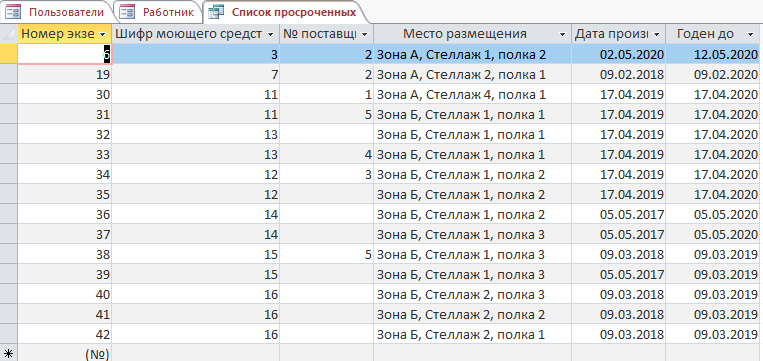 Пользователи Работник Список просроченных
Номер экзе Шифр моющего средст № поставщи Место размещения Дата произв Годен до
6 3 2 Зона А, Стеллаж 1, полка 2 02.05.2020 12.05.2020
19 7 2 Зона А, Стеллаж 2, полка 1 09.02.2018 09.02.2020
30 11 1 Зона А, Стеллаж 4, полка 1 17.04.2019 17.04.2020
31 11 5 Зона Б, Стеллаж 1, полка 1 17.04.2019 17.04.2020
32 13 Зона Б, Стеллаж 1, полка 1 17.04.2019 17.04.2020
33 13 4 Зона Б, Стеллаж 1, полка 1 17.04.2019 17.04.2020
34 12 3 Зона Б, Стеллаж 1, полка 2 17.04.2019 17.04.2020
35 12 Зона Б, Стеллаж 1, полка 2 17.04.2019 17.04.2020
36 14 Зона Б, Стеллаж 1, полка 2 05.05.2017 05.05.2020
37 14 Зона Б, Стеллаж 1, полка 3 05.05.2017 05.05.2020
38 15 5 Зона Б, Стеллаж 1, полка 3 09.03.2018 09.03.2019
39 15 Зона Б, Стеллаж 1, полка 3 05.05.2017 09.03.2019
40 16 Зона Б, Стеллаж 2, полка 3 09.03.2018 09.03.2019
41 16 Зона Б, Стеллаж 2, полка 2 09.03.2018 09.03.2019
42 16 Зона Б, Стеллаж 2, полка 1 09.03.2018 09.03.2019
(№)